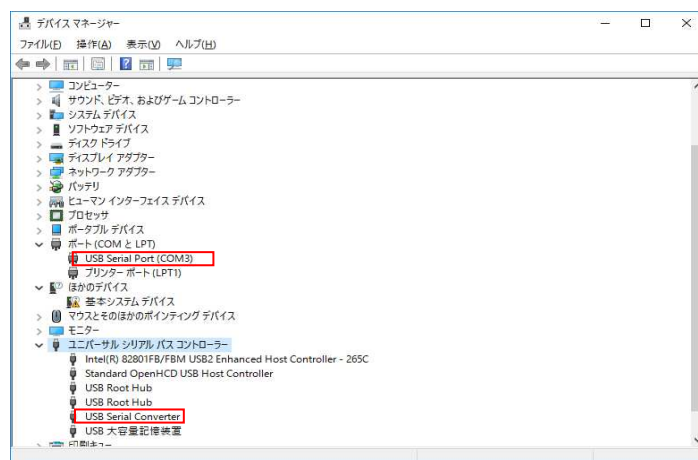 デバイス マネージャー
ファイル(F) 操作(A) 表示(V) ヘルプ(H)
コンピューター
サウンド、ビデオ、およびゲーム コントローラー
システム デバイス
ソフトウェア デバイス
ディスク ドライブ
ディスプレイ アダプター
ネットワーク アダプター
バッテリ
ヒューマン インターフェイス デバイス
プロセッサ
ポータブル デバイス
ポート (COM と LPT)
USB Serial Port (COM3)
プリンター ポート (LPT1)
ほかのデバイス
基本システム デバイス
マウスとそのほかのポインティング デバイス
モニター
ユニバーサル シリアル バス コントローラー
Intel(R) 82801FB/FBM USB2 Enhanced Host Controller - 265C
Standard OpenHCD USB Host Controller
USB Root Hub
USB Root Hub
USB Serial Converter
USB 大容量記憶装置
印刷キュー